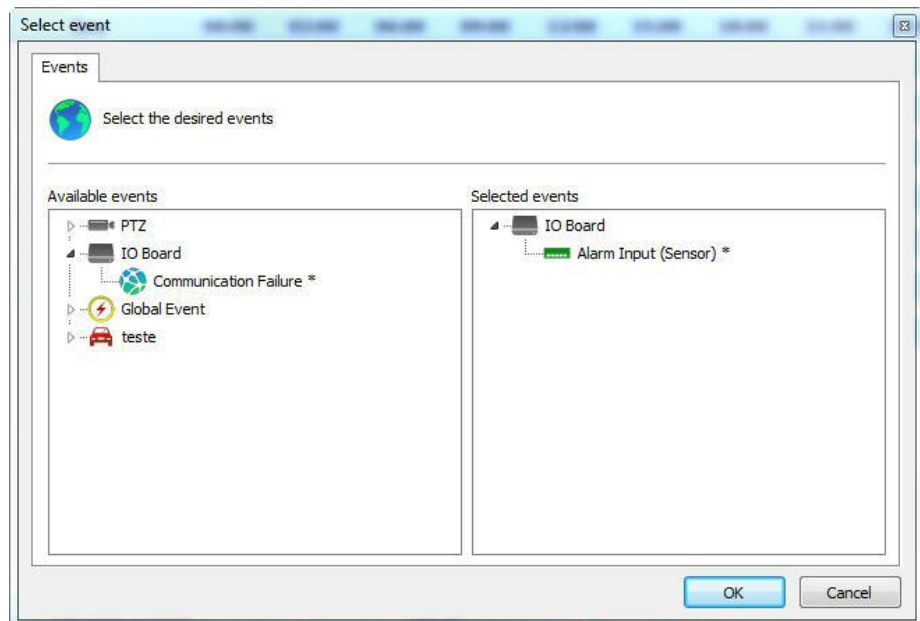 Select event
Events
Select the desired events
Available events
PTZ
IO Board
Communication Failure *
Global Event
teste
Selected events
IO Board
Alarm Input (Sensor) *
OK
Cancel